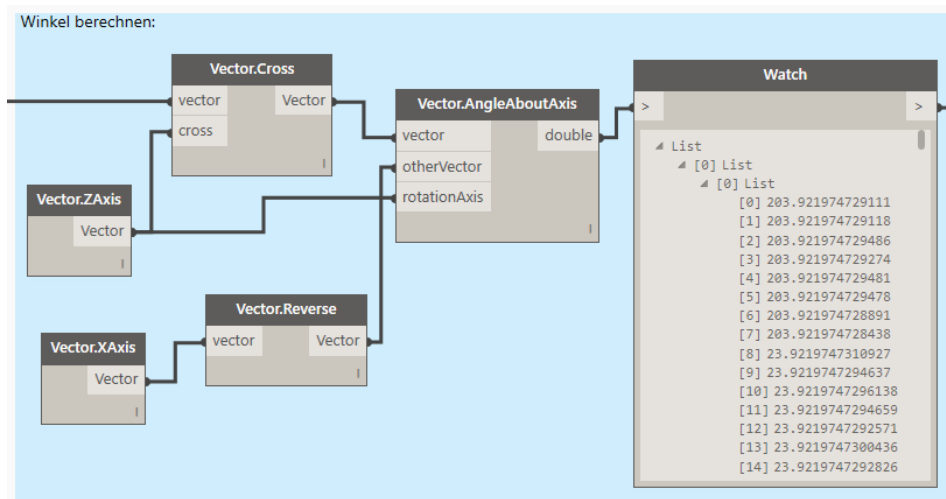 Winkel berechnen:
Vector.Cross
vector
Vector
cross
Vector.ZAxis
Vector
Vector.XAxis
Vector
Vector.Reverse
vector
Vector
Vector.AngleAboutAxis
vector
double
otherVector
rotationAxis
Watch
> >
List
[0] List
[0] List
[0] 203.921974729111
[1] 203.921974729118
[2] 203.921974729486
[3] 203.921974729274
[4] 203.921974729481
[5] 203.921974729478
[6] 203.921974728891
[7] 203.921974728438
[8] 23.9219747310927
[9] 23.9219747294637
[10] 23.9219747296138
[11] 23.9219747294659
[12] 23.9219747292571
[13] 23.9219747300436
[14] 23.9219747292826